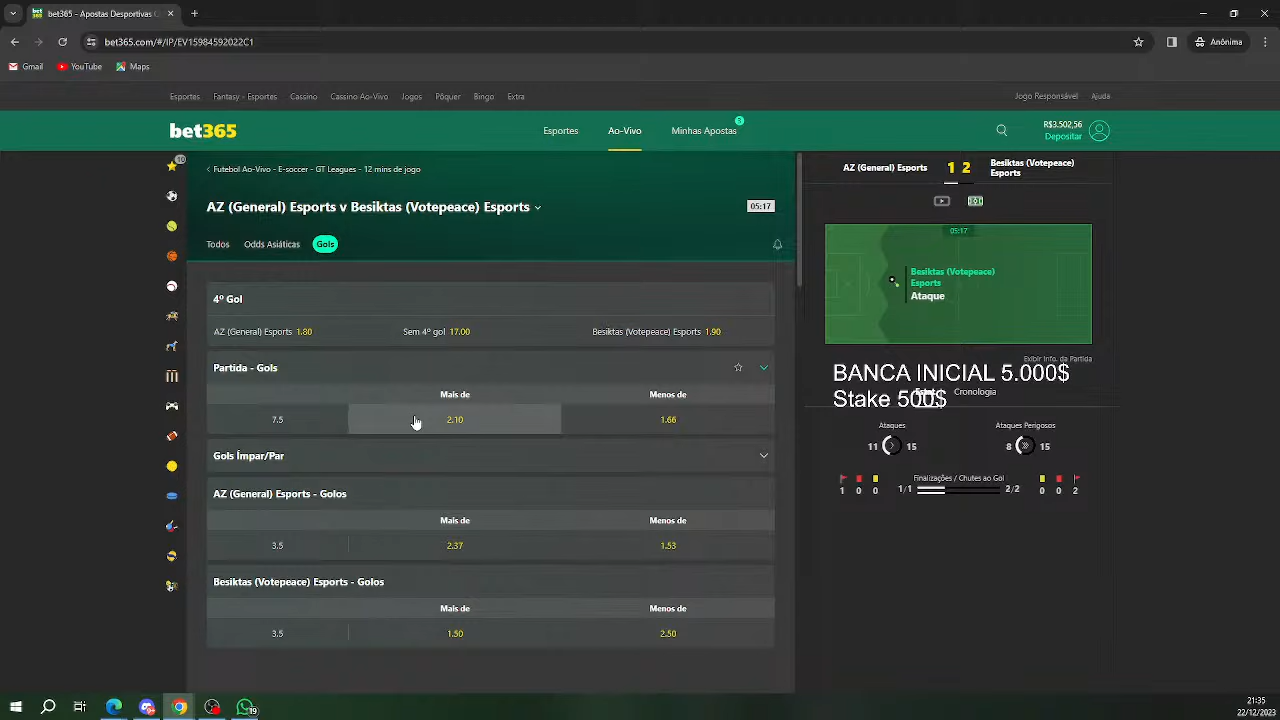 bet365 - Apostas Desportivas C
bet365.com/#/IP/EV15984592022C1
Anônima
Gmail
YouTube
Maps
Esportes
Fantasy - Esportes
Cassino
Cassino Ao-Vivo
Jogos
Pôquer
Bingo
Extra
Jogo Responsável
Ajuda
bet365
Esportes
Ao-Vivo
Minhas Apostas
5
R$3.502,56
Depositar
10
Futebol Ao-Vivo - E-soccer - GT Leagues - 12 mins de jogo
AZ (General) Esports v Besiktas (Votepeace) Esports
05:17
Todos
Odds Asiáticas
Gols
4º Gol
AZ (General) Esports 1.80
Sem 4º gol 17.00
Besiktas (Votepeace) Esports 1.90
Partida - Gols
Mais de
Menos de
7.5
2.10
1.66
Gols Ímpar/Par
AZ (General) Esports - Golos
Mais de
Menos de
3.5
2.37
1.53
Besiktas (Votepeace) Esports - Golos
Mais de
Menos de
3.5
1.50
2.50
AZ (General) Esports
1 2
Besiktas (Votepeace)
Esports
05:17
Besiktas (Votepeace)
Esports
Ataque
Exibir Info. da Partida
BANCA INICIAL 5.000$
Stake 500$
Cronologia
Ataques
11 15
Ataques Perigosos
8 15
Finalizações / Chutes ao Gol
1/1 2/2
1 0 0
0 0 2
19
21:35
22/12/2023